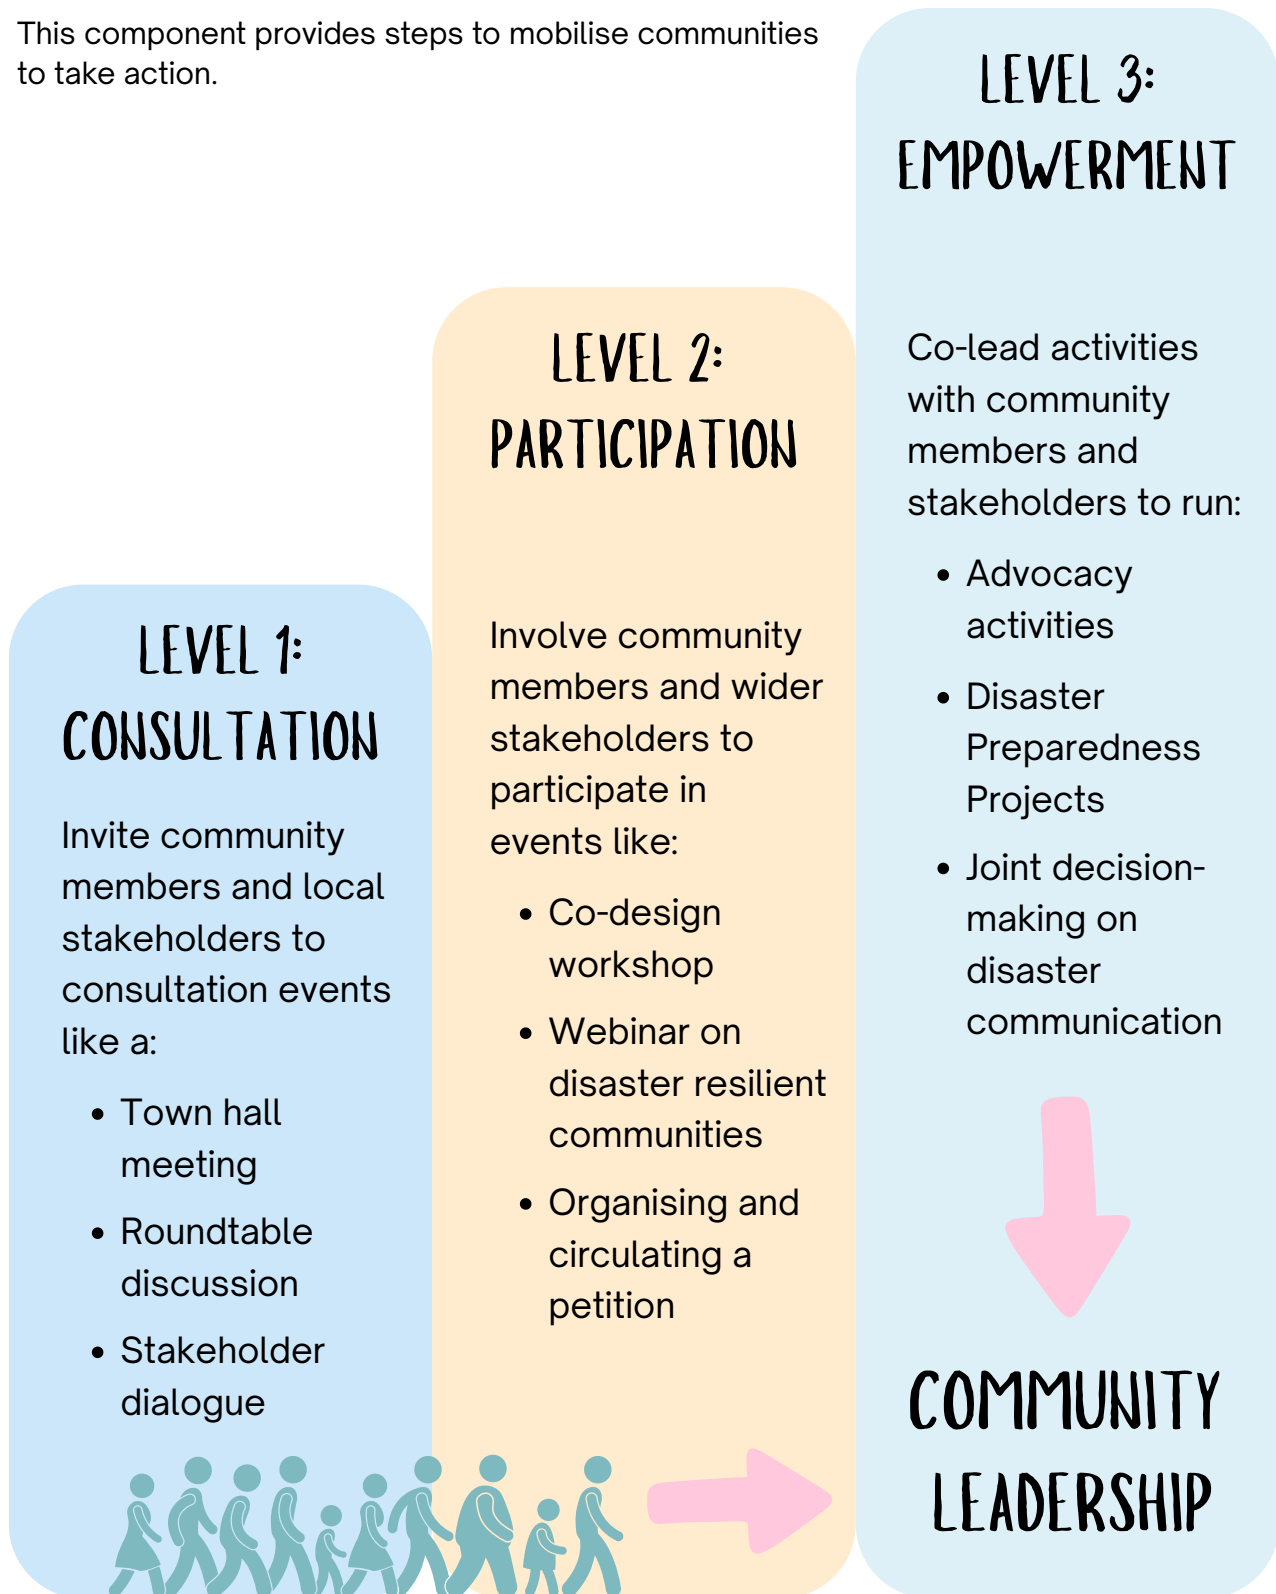 This component provides steps to mobilise communities
to take action.
LEVEL 1:
CONSULTATION
Invite community
members and local
stakeholders to
consultation events
like a:
• Town hall
meeting
• Roundtable
discussion
• Stakeholder
dialogue
LEVEL 2:
PARTICIPATION
Involve community
members and wider
stakeholders to
participate in
events like:
• Co-design
workshop
• Webinar on
disaster resilient
communities
• Organising and
circulating a
petition
LEVEL 3:
EMPOWERMENT
Co-lead activities
with community
members and
stakeholders to run:
• Advocacy
activities
• Disaster
Preparedness
Projects
• Joint decision-
making on
disaster
communication
COMMUNITY
LEADERSHIP